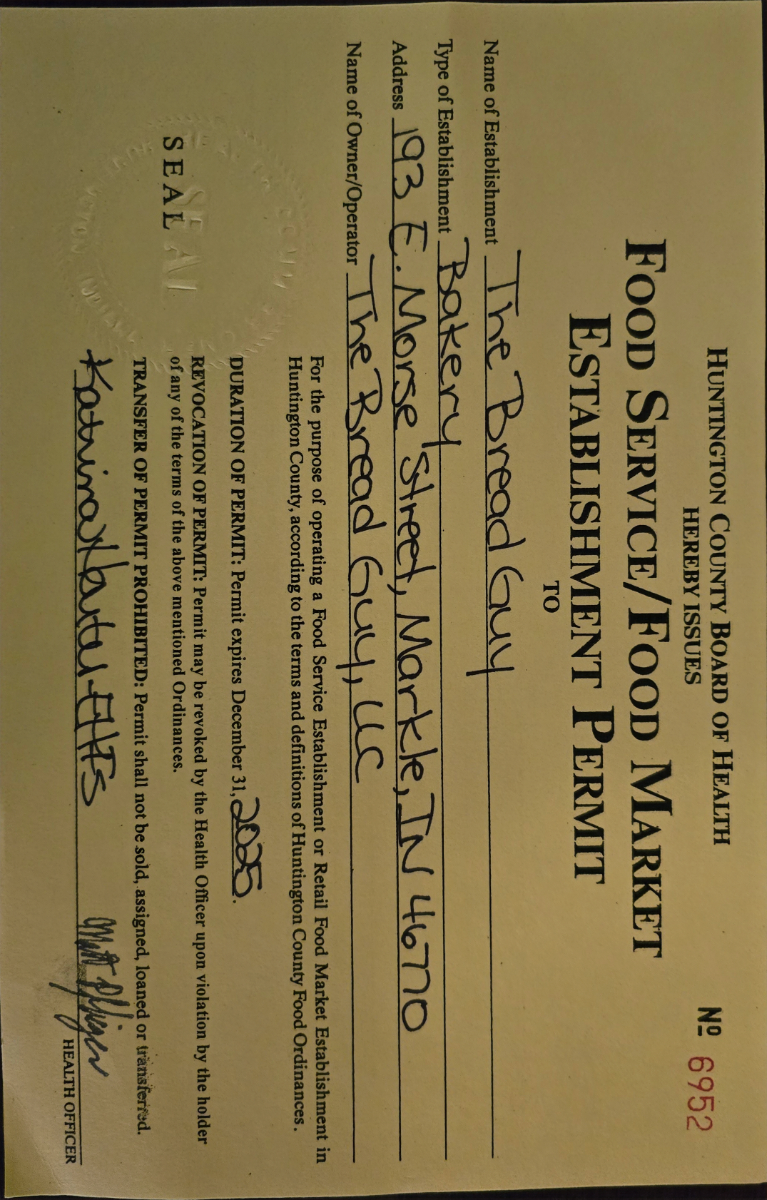 HUNTINGTON COUNTY BOARD OF HEALTH
HEREBY ISSUES
Nº 6952
FOOD SERVICE/FOOD MARKET
ESTABLISHMENT PERMIT
TO
Name of Establishment The Bread Guy
Type of Establishment Bakery
Address 193 E. Morse Street, Markle, IN 46770
Name of Owner/Operator The Bread Guy, LLC
For the purpose of operating a Food Service Establishment or Retail Food Market Establishment in
Huntington County, according to the terms and definitions of Huntington County Food Ordinances.
DURATION OF PERMIT: Permit expires December 31, 2025.
REVOCATION OF PERMIT: Permit may be revoked by the Health Officer upon violation by the holder
of any of the terms of the above mentioned Ordinances.
TRANSFER OF PERMIT PROHIBITED: Permit shall not be sold, assigned, loaned or transferred.
SEAL
SEAL
Katrina EHS Matt
HEALTH OFFICER